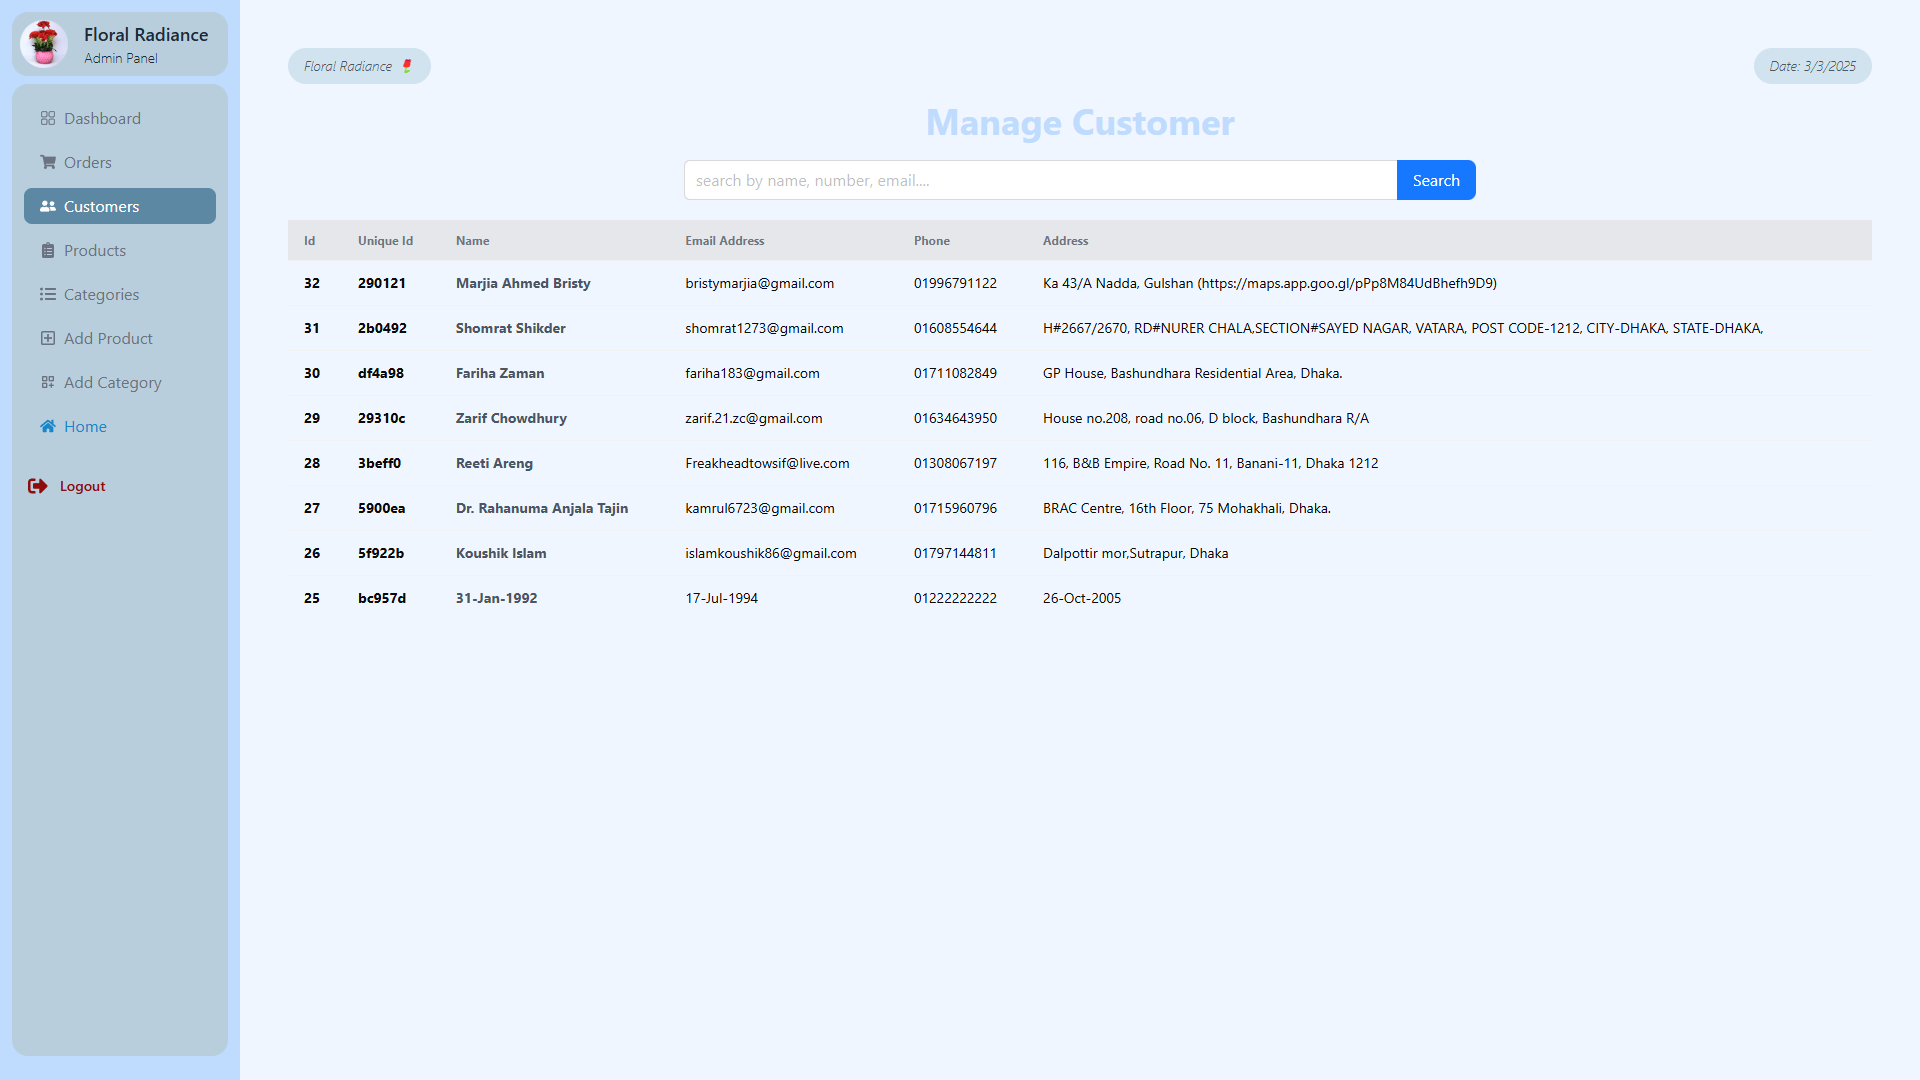 Floral Radiance
Admin Panel
Dashboard
Orders
Customers
Products
Categories
Add Product
Add Category
Home
Logout
Floral Radiance
Date: 3/3/2025
Manage Customer
search by name, number, email....
Search
Id Unique Id Name Email Address Phone Address
32 290121 Marjia Ahmed Bristy bristymarjia@gmail.com 01996791122 Ka 43/A Nadda, Gulshan (https://maps.app.goo.gl/pPp8M84UdBhefh9D9)
31 2b0492 Shomrat Shikder shomrat1273@gmail.com 01608554644 H#2667/2670, RD#NURER CHALA,SECTION#SAYED NAGAR, VATARA, POST CODE-1212, CITY-DHAKA, STATE-DHAKA,
30 df4a98 Fariha Zaman fariha183@gmail.com 01711082849 GP House, Bashundhara Residential Area, Dhaka.
29 29310c Zarif Chowdhury zarif.21.zc@gmail.com 01634643950 House no.208, road no.06, D block, Bashundhara R/A
28 3beff0 Reeti Areng Freakheadtowsif@live.com 01308067197 116, B&B Empire, Road No. 11, Banani-11, Dhaka 1212
27 5900ea Dr. Rahanuma Anjala Tajin kamrul6723@gmail.com 01715960796 BRAC Centre, 16th Floor, 75 Mohakhali, Dhaka.
26 5f922b Koushik Islam islamkoushik86@gmail.com 01797144811 Dalpottir mor,Sutrapur, Dhaka
25 bc957d 31-Jan-1992 17-Jul-1994 01222222222 26-Oct-2005